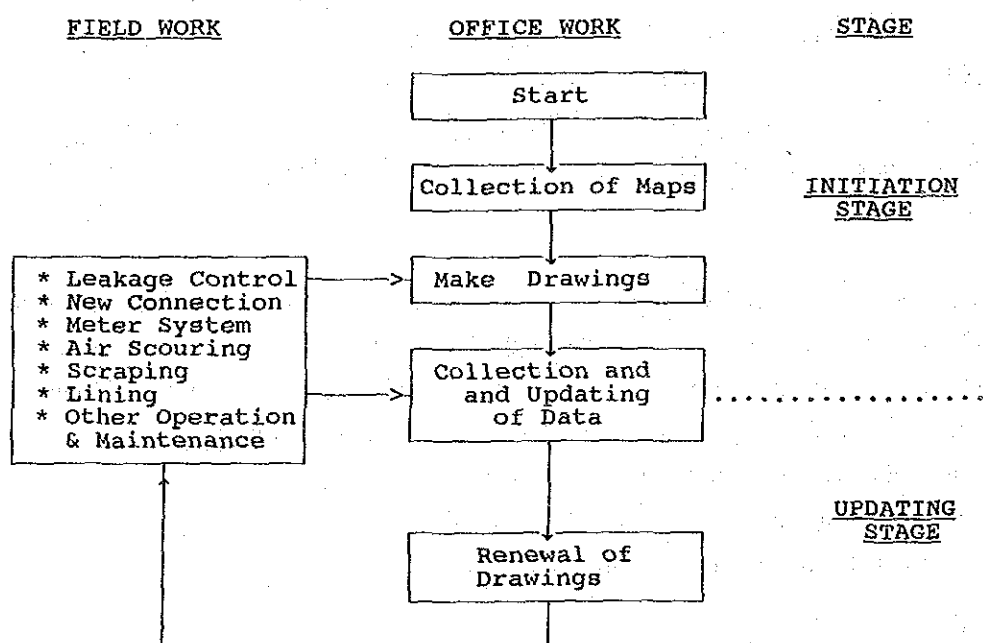 FIELD WORK OFFICE WORK STAGE
Start
Collection of Maps
INITIATION
STAGE
* Leakage Control
* New Connection
* Meter System
* Air Scouring
* Scraping
* Lining
* Other Operation
& Maintenance
Make Drawings
Collection and
and Updating
of Data
UPDATING
STAGE
Renewal of
Drawings